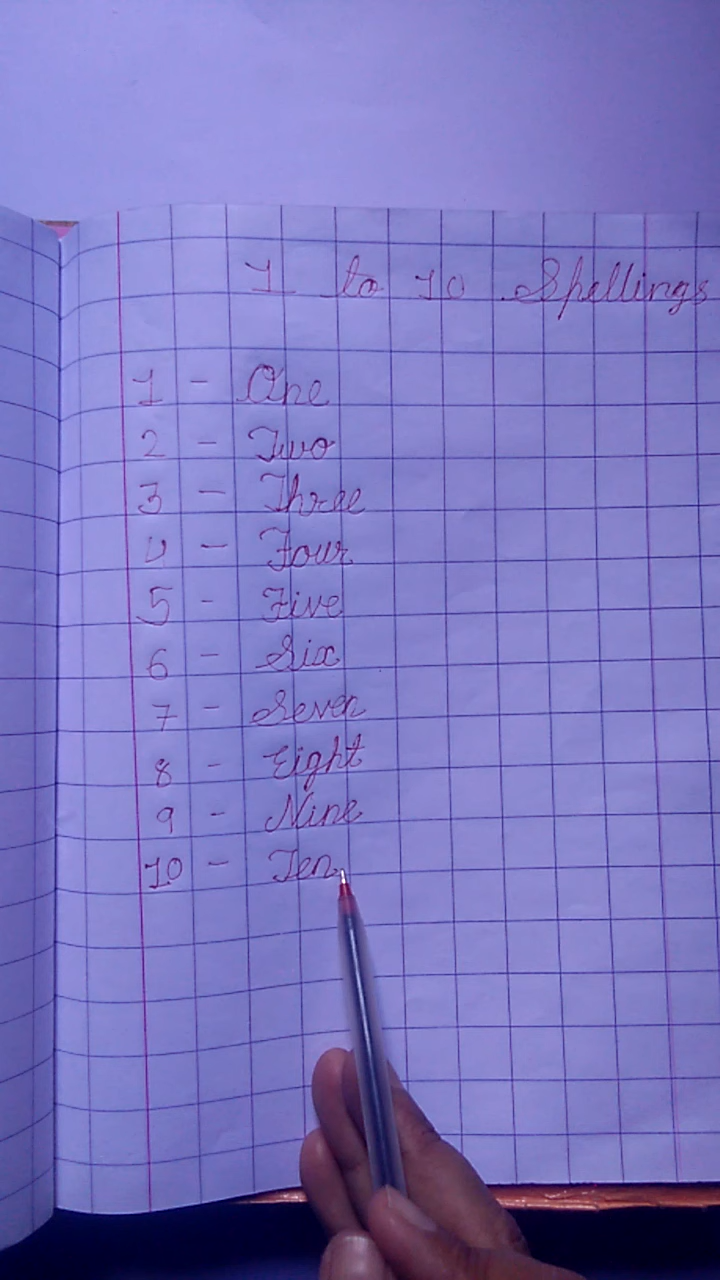 1 to 10 Spellings
1 - One
2 - Two
3 - Three
4 - Four
5 - Five
6 - Six
7 - Seven
8 - Eight
9 - Nine
10 - Ten